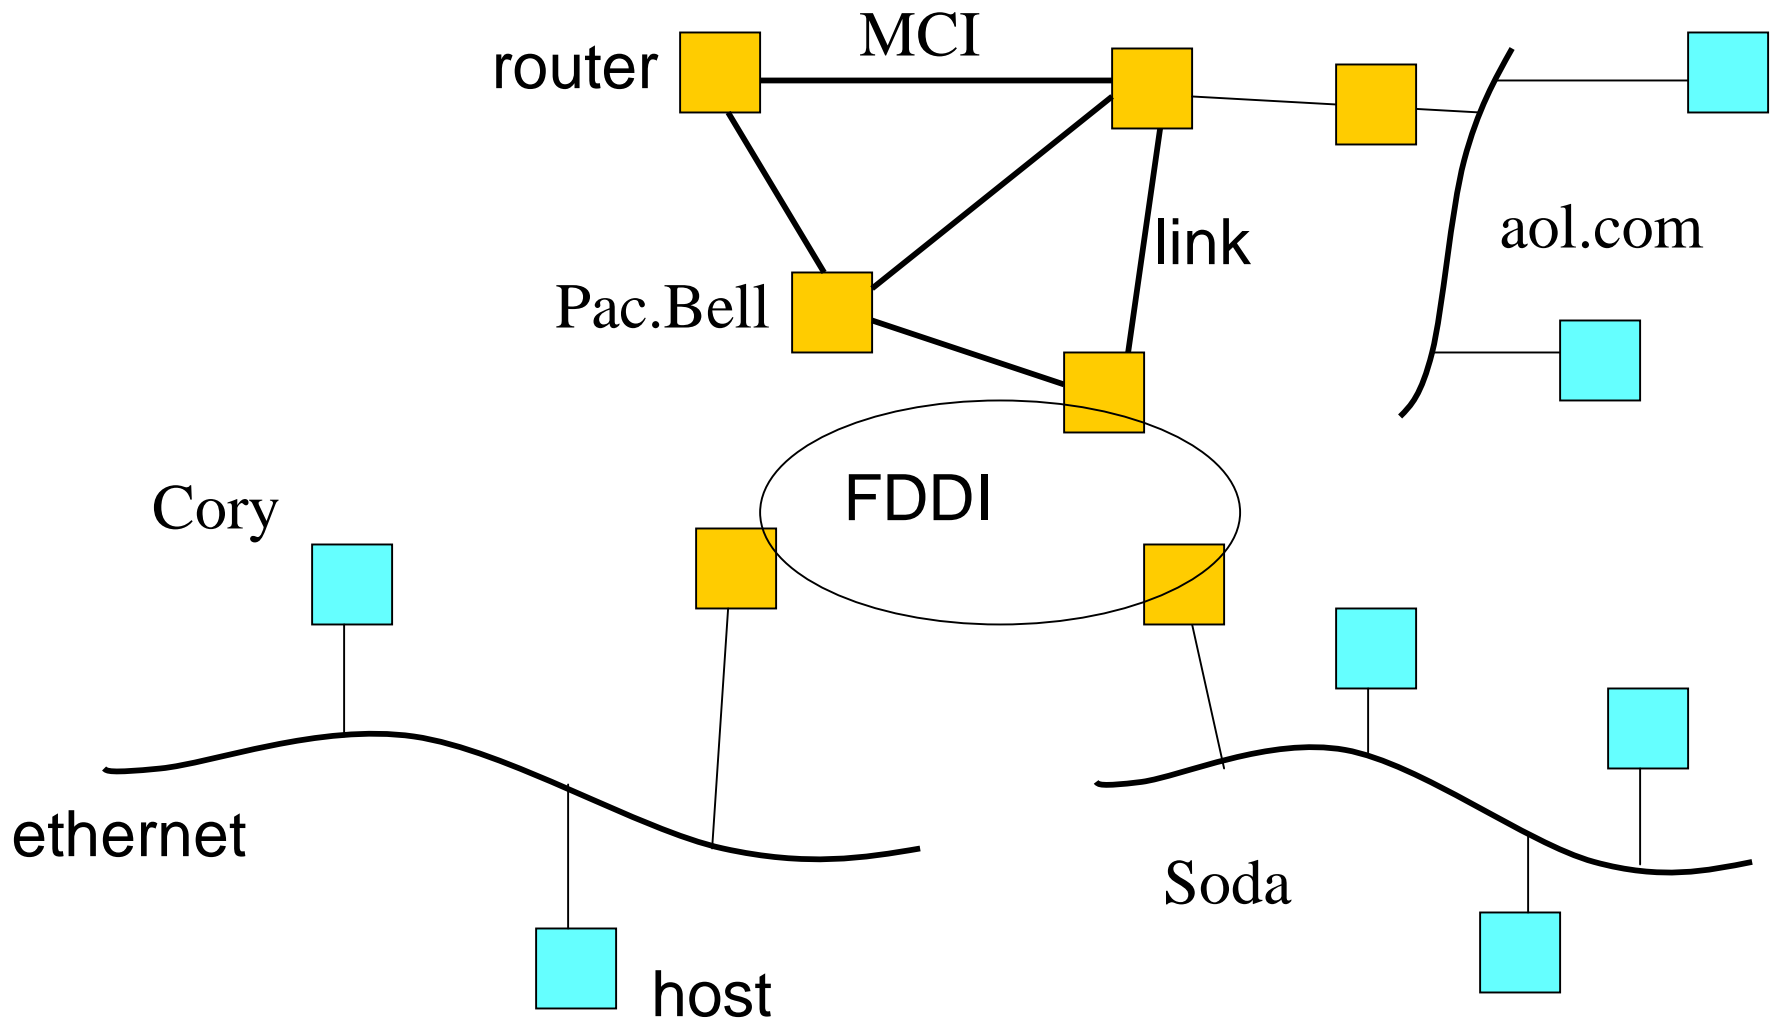 MCI
router
link
aol.com
Pac.Bell
FDDI
Cory
ethernet
Soda
host